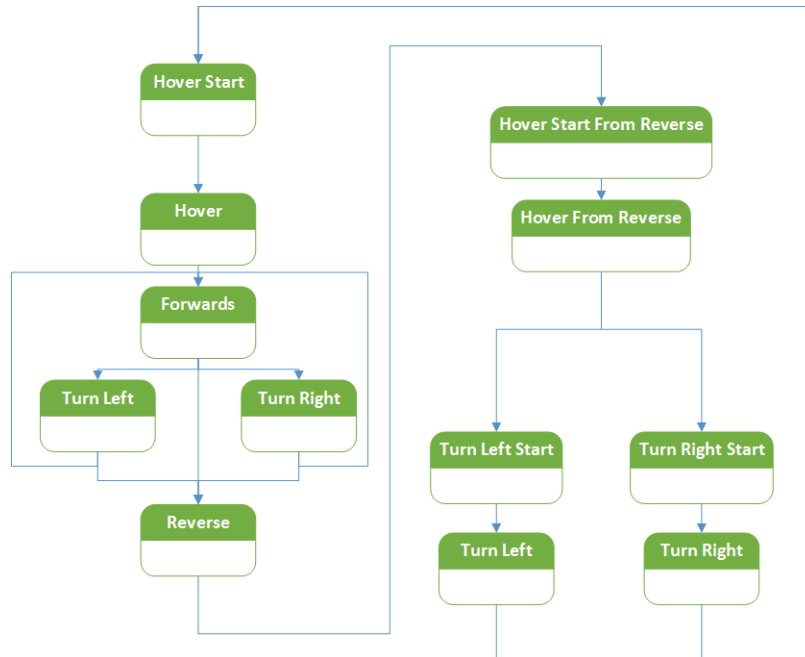 Hover Start
Hover
Forwards
Turn Left
Turn Right
Reverse
Hover Start From Reverse
Hover From Reverse
Turn Left Start
Turn Right Start
Turn Left
Turn Right